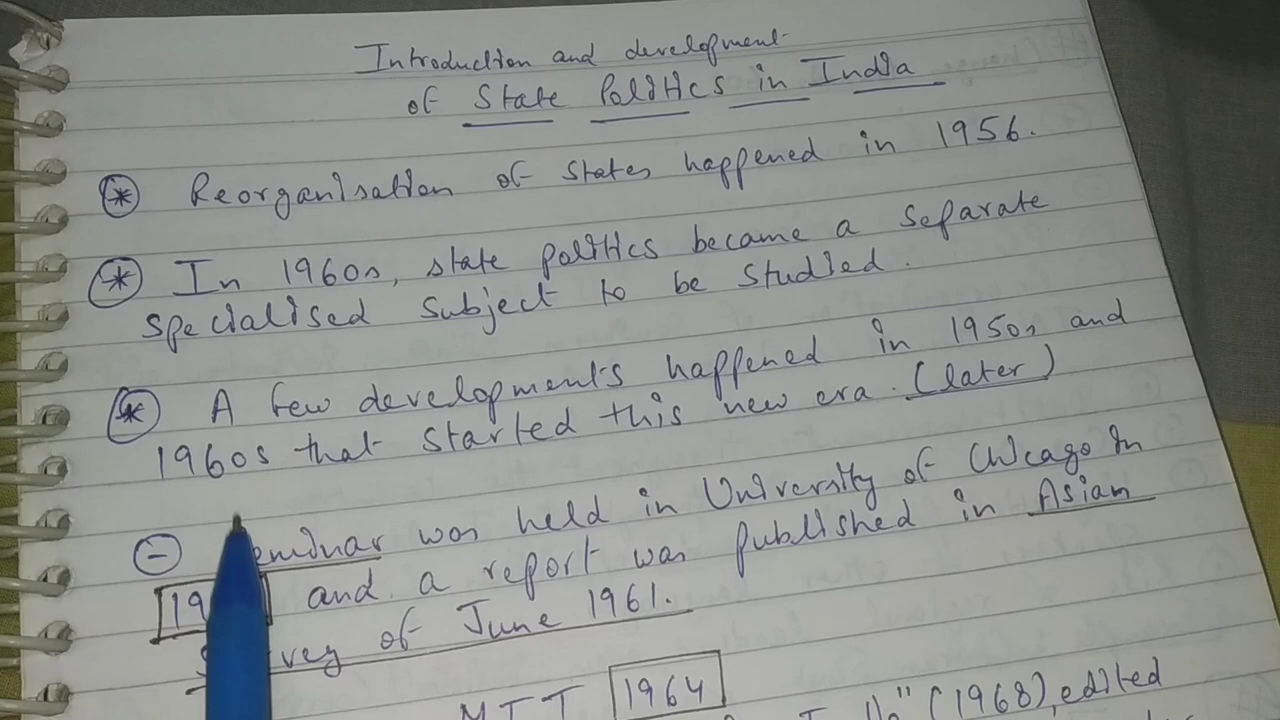 Introduction and development
of State Politics in India
* Reorganisation of States happened in 1956.
* In 1960s, state politics became a separate
specialised subject to be studied.
* A few developments happened in 1950s and
1960s that started this new era. (later)
- was held in University of Chicago in
and a report was published in Asian
of June 1961.
MIT 1964
(1968), edited